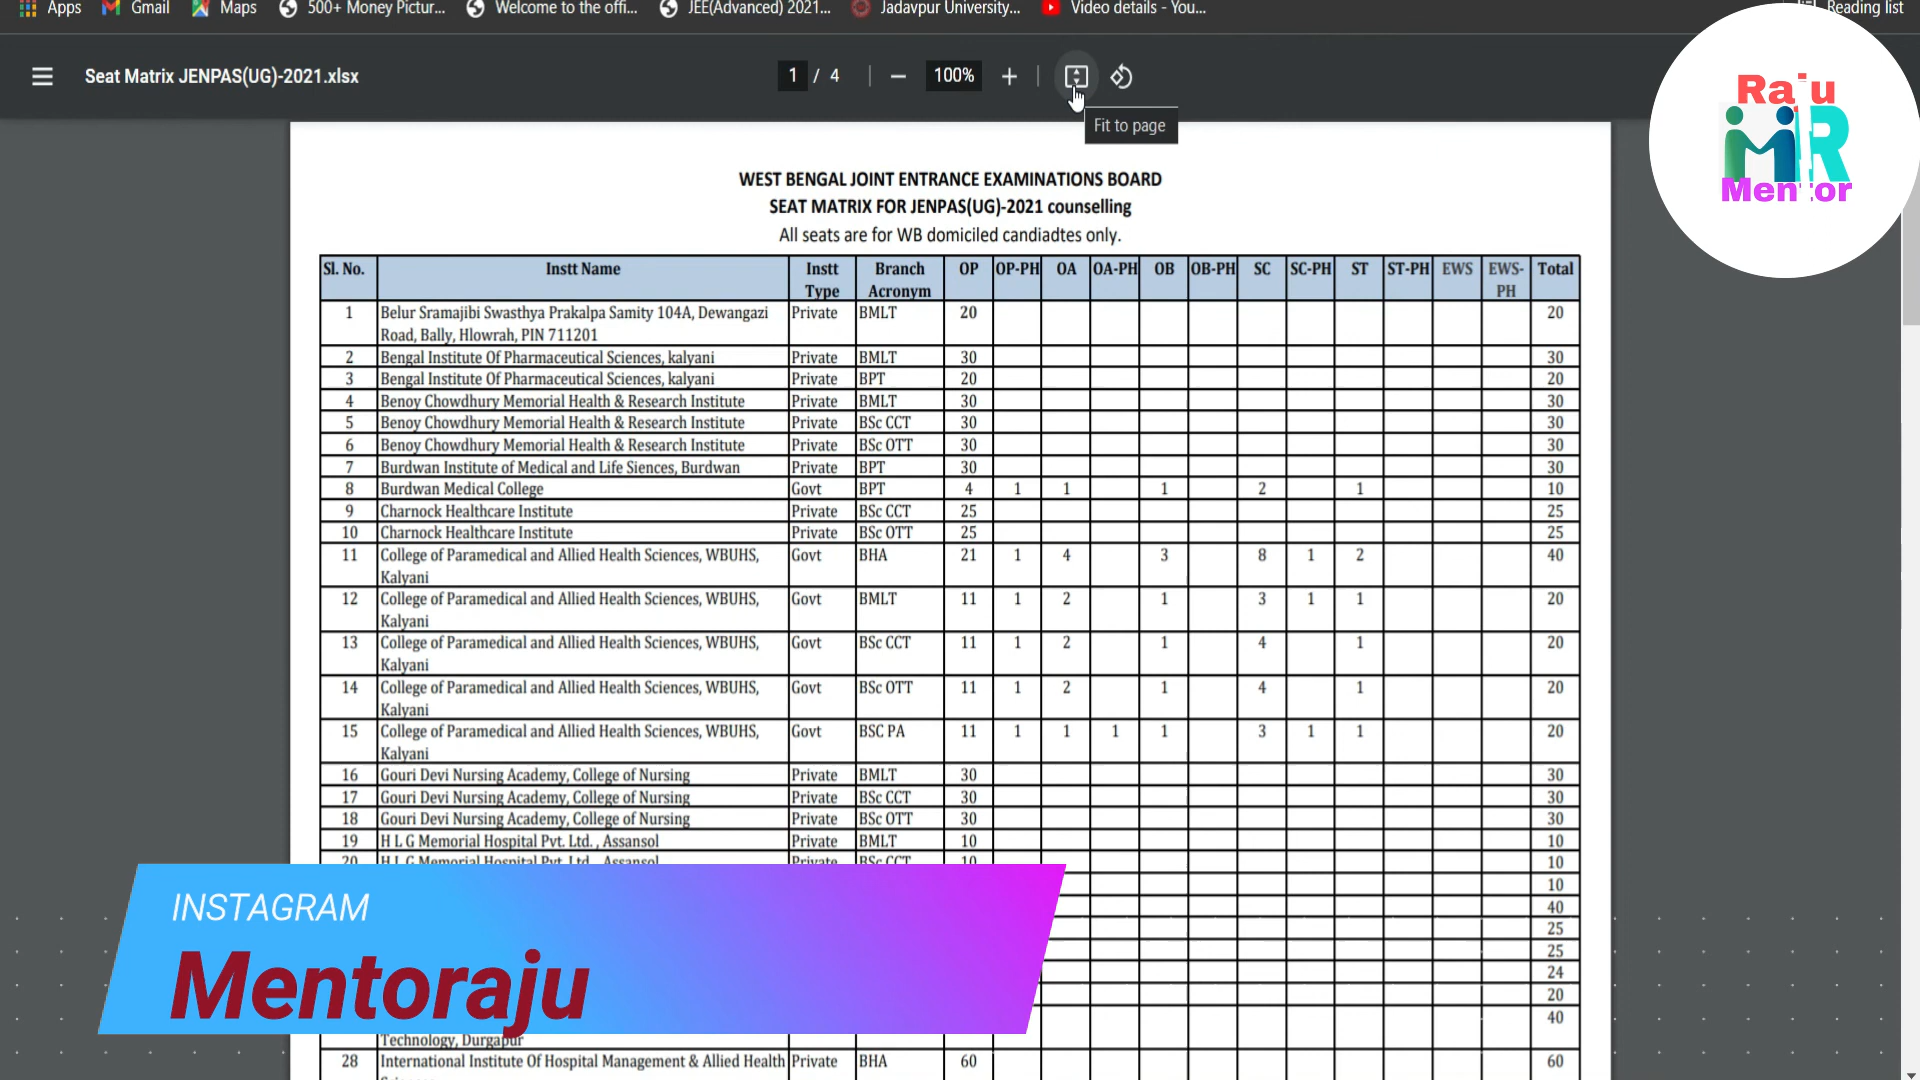 Apps Gmail Maps 500+ Money Pictur... Welcome to the offi... JEE(Advanced) 2021... Jadavpur University... Video details - You... Reading list
Seat Matrix JENPAS(UG)-2021.xlsx 1 / 4 100%
Fit to page
Raju
MR
Mentor
WEST BENGAL JOINT ENTRANCE EXAMINATIONS BOARD
SEAT MATRIX FOR JENPAS(UG)-2021 counselling
All seats are for WB domiciled candiadtes only.
Sl. No. Instt Name Instt Type Branch Acronym OP OP-PH OA OA-PH OB OB-PH SC SC-PH ST ST-PH EWS EWS-PH Total
1 Belur Sramajibi Swasthya Prakalpa Samity 104A, Dewangazi Private BMLT 20 20
Road, Bally, Hlowrah, PIN 711201
2 Bengal Institute Of Pharmaceutical Sciences, kalyani Private BMLT 30 30
3 Bengal Institute Of Pharmaceutical Sciences, kalyani Private BPT 20 20
4 Benoy Chowdhury Memorial Health & Research Institute Private BMLT 30 30
5 Benoy Chowdhury Memorial Health & Research Institute Private BSc CCT 30 30
6 Benoy Chowdhury Memorial Health & Research Institute Private BSc OTT 30 30
7 Burdwan Institute of Medical and Life Siences, Burdwan Private BPT 30 30
8 Burdwan Medical College Govt BPT 4 1 1 1 2 1 10
9 Charnock Healthcare Institute Private BSc CCT 25 25
10 Charnock Healthcare Institute Private BSc OTT 25 25
11 College of Paramedical and Allied Health Sciences, WBUHS, Govt BHA 21 1 4 3 8 1 2 40
Kalyani
12 College of Paramedical and Allied Health Sciences, WBUHS, Govt BMLT 11 1 2 1 3 1 1 20
Kalyani
13 College of Paramedical and Allied Health Sciences, WBUHS, Govt BSc CCT 11 1 2 1 4 1 20
Kalyani
14 College of Paramedical and Allied Health Sciences, WBUHS, Govt BSc OTT 11 1 2 1 4 1 20
Kalyani
15 College of Paramedical and Allied Health Sciences, WBUHS, Govt BSC PA 11 1 1 1 1 3 1 1 20
Kalyani
16 Gouri Devi Nursing Academy, College of Nursing Private BMLT 30 30
17 Gouri Devi Nursing Academy, College of Nursing Private BSc CCT 30 30
18 Gouri Devi Nursing Academy, College of Nursing Private BSc OTT 30 30
19 H L G Memorial Hospital Pvt. Ltd. , Assansol Private BMLT 10 10
20 H L G Memorial Hospital Pvt. Ltd. , Assansol Private BSc CCT 10 10
10
40
25
25
24
20
40
INSTAGRAM
Mentoraju
Technology, Durgapur
28 International Institute Of Hospital Management & Allied Health Private BHA 60 60